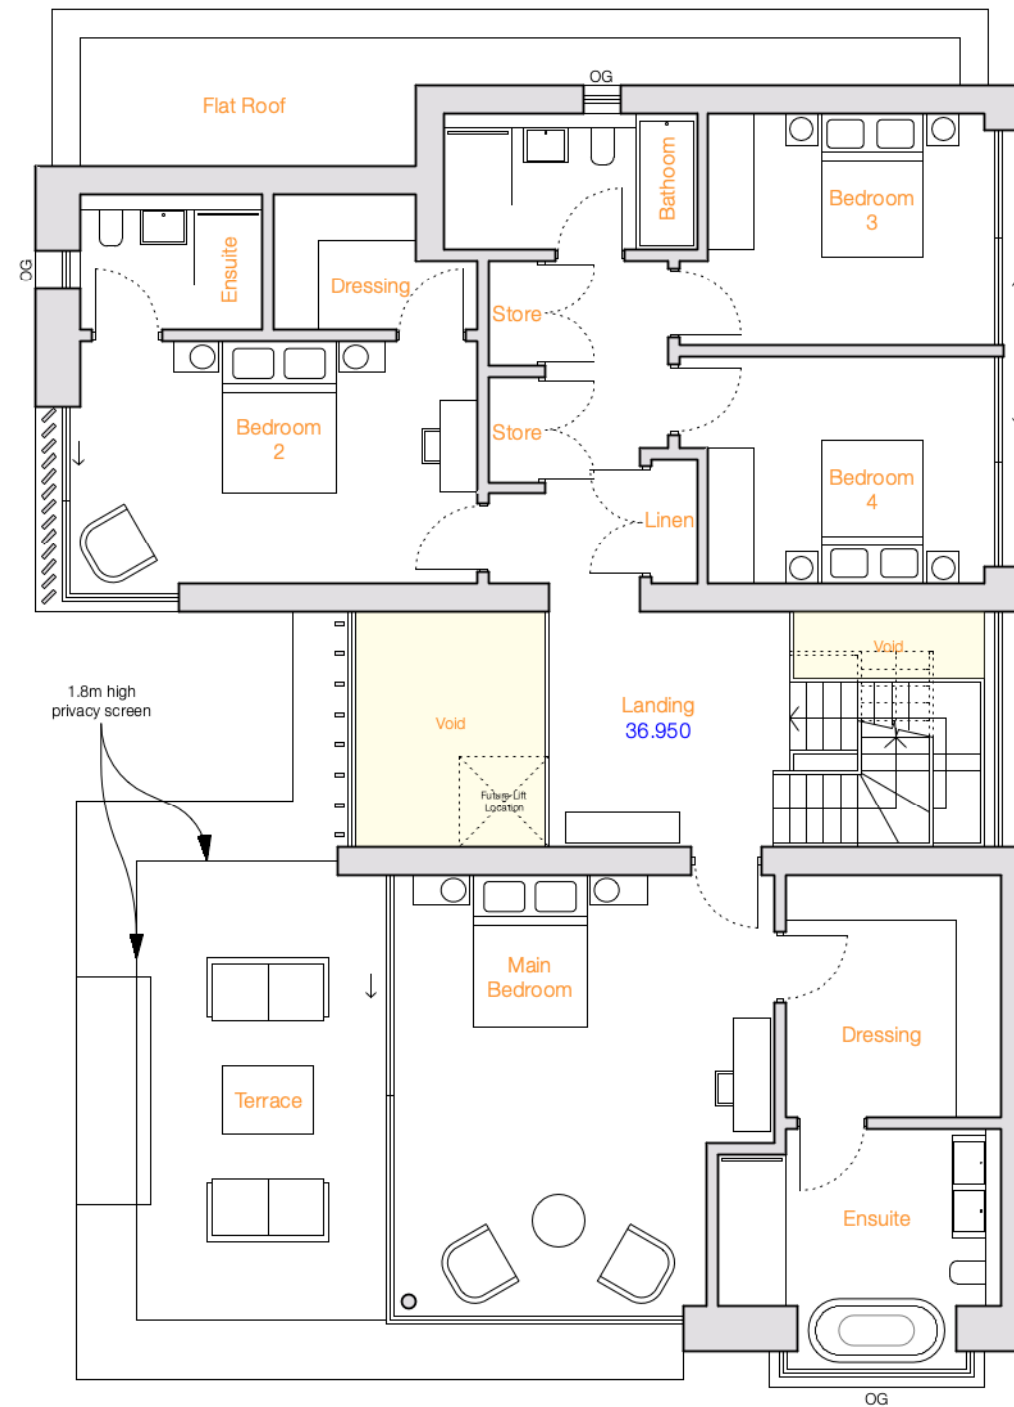 OG
Flat Roof
Bathoom
Bedroom
3
Ensuite
OG
Dressing
Store
Bedroom
2
Store
Bedroom
4
Linen
Void
1.8m high
privacy screen
Landing
36.950
Void
Future Lift
Location
Main
Bedroom
Dressing
Terrace
Ensuite
OG